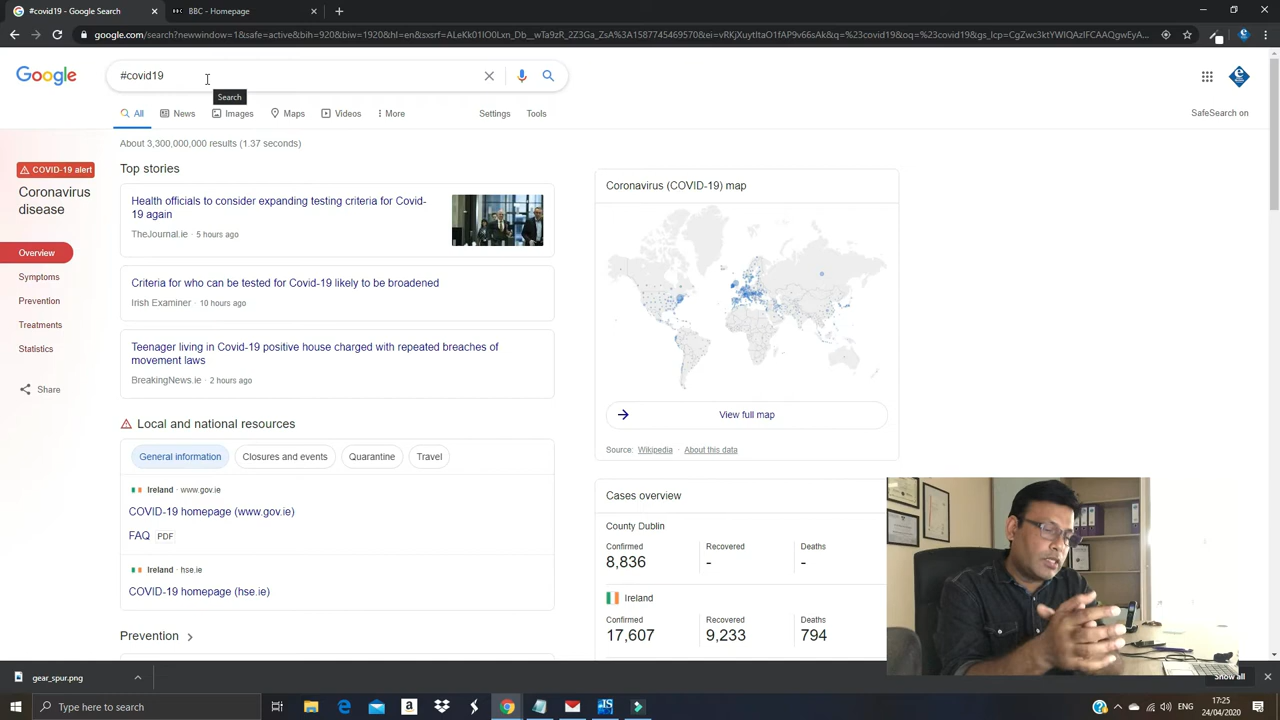 #covid19
BBC - Homepage
google.com/search?newwindow=1&safe=active&bih=920&biw=1920&hl=en&sxsrf=ALeKk01IO0Lxn_Db__wTa9zR_2Z3Ga_ZsA%3A1587745469570&ei=vRKjXuytItaO1fAP9v66sAk&q=%23covid19&oq=%23covid19&gs_lcp=CgZwc3ktYWIQAzIFCAAQgwEyA...
Google
#covid19
Search
All
News
Images
Maps
Videos
More
Settings
Tools
SafeSearch on
About 3,300,000,000 results (1.37 seconds)
COVID-19 alert
Coronavirus
disease
Overview
Symptoms
Prevention
Treatments
Statistics
Share
Top stories
Health officials to consider expanding testing criteria for Covid-
19 again
TheJournal.ie · 5 hours ago
Criteria for who can be tested for Covid-19 likely to be broadened
Irish Examiner · 10 hours ago
Teenager living in Covid-19 positive house charged with repeated breaches of
movement laws
BreakingNews.ie · 2 hours ago
Local and national resources
General information
Closures and events
Quarantine
Travel
Ireland · www.gov.ie
COVID-19 homepage (www.gov.ie)
FAQ PDF
Ireland · hse.ie
COVID-19 homepage (hse.ie)
Prevention
Coronavirus (COVID-19) map
View full map
Source: Wikipedia · About this data
Cases overview
County Dublin
Confirmed Recovered Deaths
8,836 - -
Ireland
Confirmed Recovered Deaths
17,607 9,233 794
gear_spur.png
Show all
Type here to search
ENG
17:25
24/04/2020